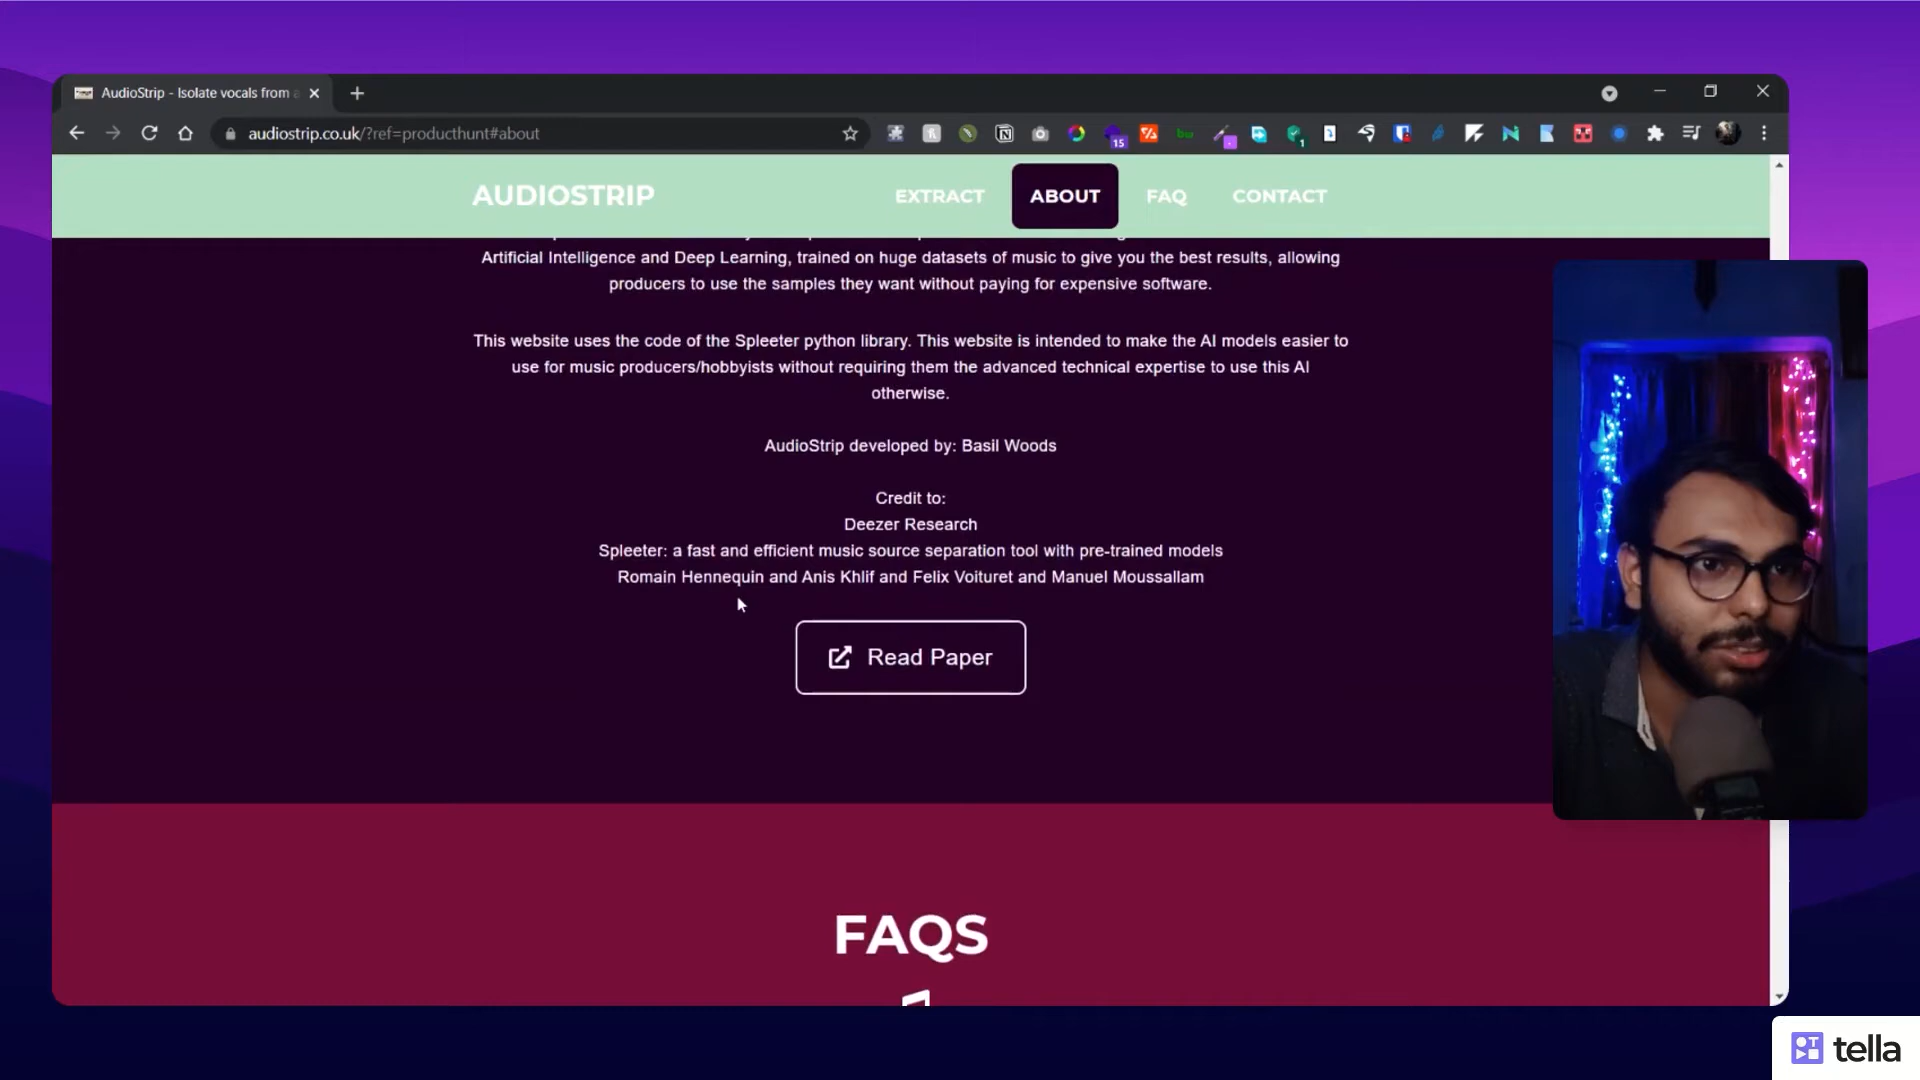 AudioStrip - Isolate vocals from a
audiostrip.co.uk/?ref=producthunt#about
15
1
AUDIOSTRIP
EXTRACT
ABOUT
FAQ
CONTACT
Artificial Intelligence and Deep Learning, trained on huge datasets of music to give you the best results, allowing
producers to use the samples they want without paying for expensive software.
This website uses the code of the Spleeter python library. This website is intended to make the AI models easier to
use for music producers/hobbyists without requiring them the advanced technical expertise to use this AI
otherwise.
AudioStrip developed by: Basil Woods
Credit to:
Deezer Research
Spleeter: a fast and efficient music source separation tool with pre-trained models
Romain Hennequin and Anis Khlif and Felix Voituret and Manuel Moussallam
Read Paper
FAQS
tella